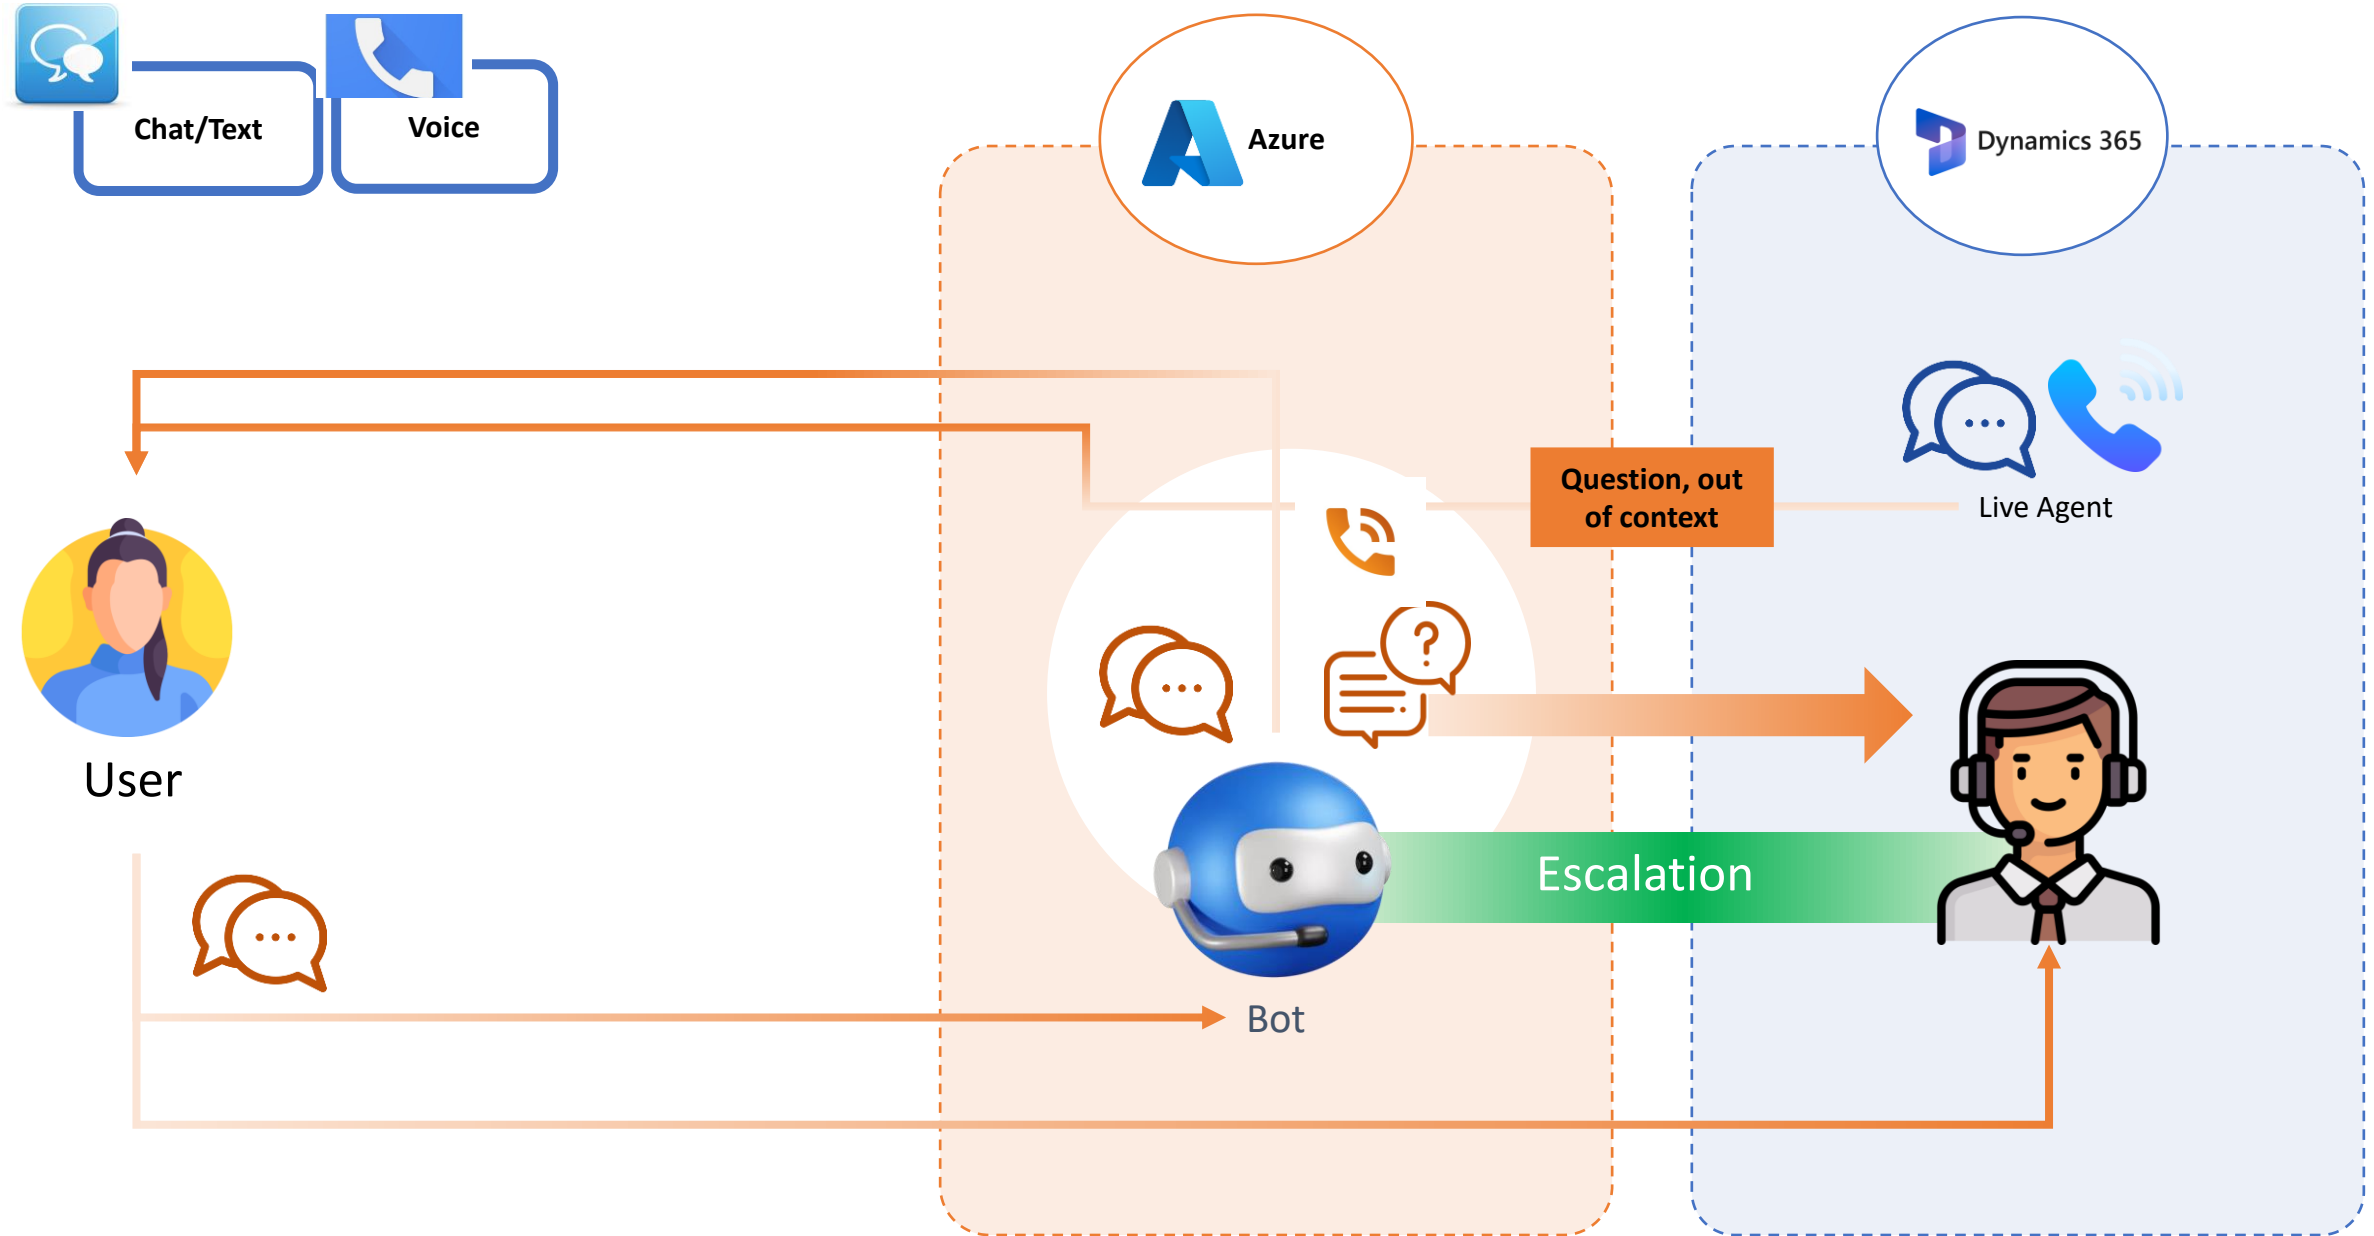 Chat/Text
Voice
Azure
Dynamics 365
Question, out
of context
Live Agent
User
Escalation
Bot